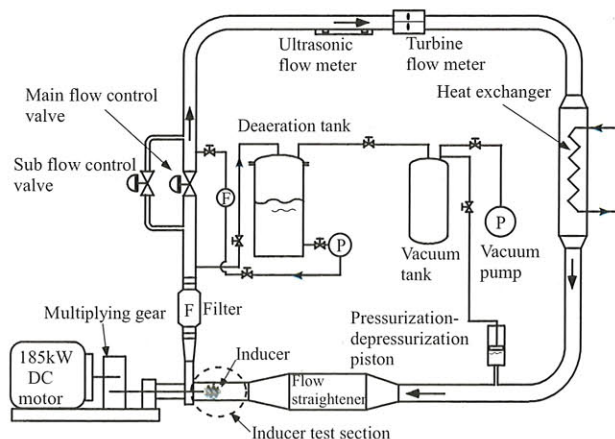 Ultrasonic
flow meter
Turbine
flow meter
Main flow control
valve
Heat exchanger
Deaeration tank
Sub flow control
valve
F
P
P
Vacuum
tank
Vacuum
pump
Multiplying gear
F
Filter
Pressurization-
depressurization
piston
185kW
DC
motor
Inducer
Flow
straightener
Inducer test section